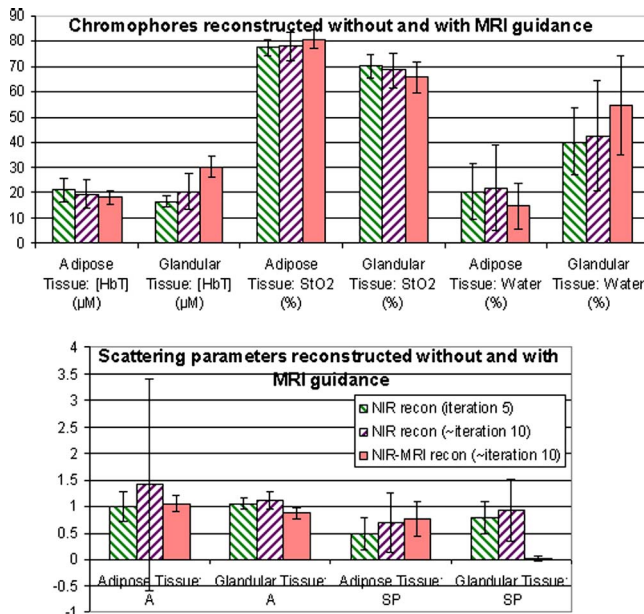 Chromophores reconstructed without and with MRI guidance
90
80
70
60
50
40
30
20
10
0
Adipose Glandular Adipose Glandular Adipose Glandular
Tissue: [HbT] Tissue: [HbT] Tissue: StO2 Tissue: StO2 Tissue: Water Tissue: Water
(µM) (µM) (%) (%) (%) (%)
Scattering parameters reconstructed without and with
MRI guidance
4
3.5
3
2.5
2
1.5
1
0.5
0
-0.5
-1
NIR recon (iteration 5)
NIR recon (~iteration 10)
NIR-MRI recon (~iteration 10)
Adipose Tissue: Glandular Tissue: Adipose Tissue: Glandular Tissue:
A A SP SP